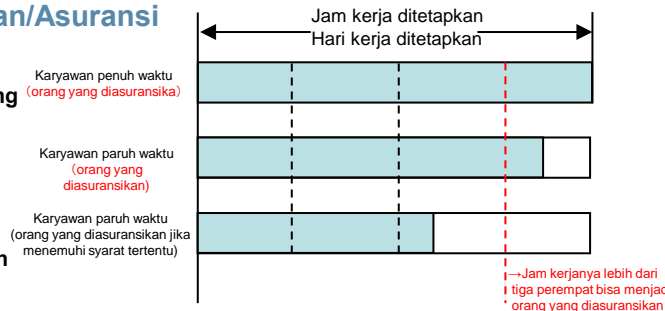 an/Asuransi
Jam kerja ditetapkan
Hari kerja ditetapkan
Karyawan penuh waktu
(orang yang diasuransika)
ng
Karyawan paruh waktu
(orang yang
diasuransikan)
Karyawan paruh waktu
(orang yang diasuransikan jika
menemuhi syarat tertentu)
n
→Jam kerjanya lebih dari
tiga perempat bisa menjad
orang yang diasuransikan